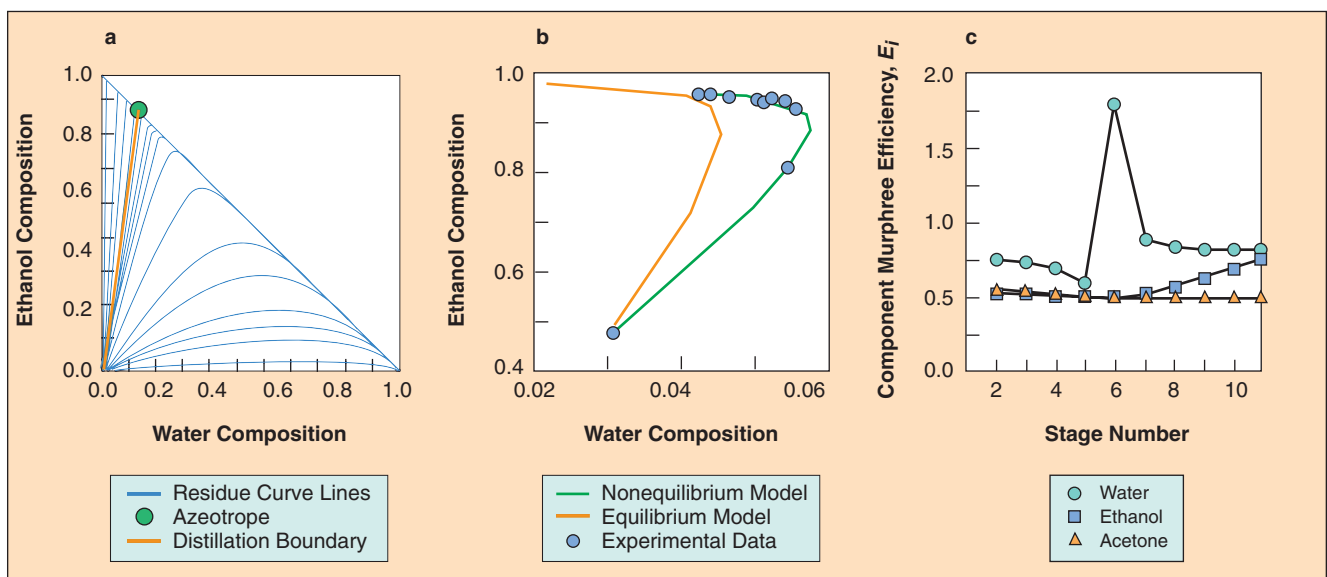 a
Ethanol Composition
1.0
0.8
0.6
0.4
0.2
0.0
0.0 0.2 0.4 0.6 0.8 1.0
Water Composition
Residue Curve Lines
Azeotrope
Distillation Boundary
b
Ethanol Composition
1.0
0.8
0.6
0.4
0.02 0.04 0.06
Water Composition
Nonequilibrium Model
Equilibrium Model
Experimental Data
c
Component Murphree Efficiency, Ei
2.0
1.5
1.0
0.5
0.0
2 4 6 8 10
Stage Number
Water
Ethanol
Acetone